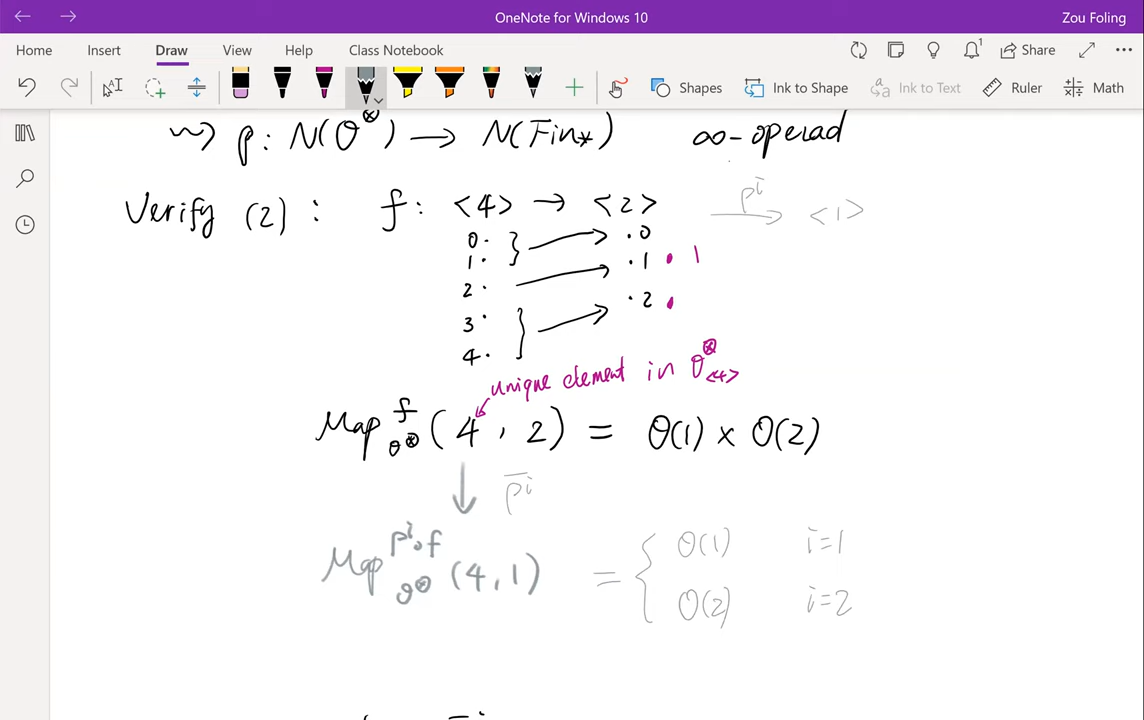 OneNote for Windows 10
Zou Foling
Home Insert Draw View Help Class Notebook
1 Share
Shapes Ink to Shape Ink to Text Ruler Math
⇝ p: N(O^⊗) → N(Fin*) ∞-operad
Verify (2): f: <4> → <2> p^i → <1>
0· } → ·0
1· ·1 · 1
2· → ·2 ·
3· } →
4·
unique element in O^⊗_<4>
Map^f_{O^⊗} (4, 2) = O(1) × O(2)
↓ p̄^i
Map^{p^i∘f}_{O^⊗} (4, 1) = { O(1) i=1
O(2) i=2